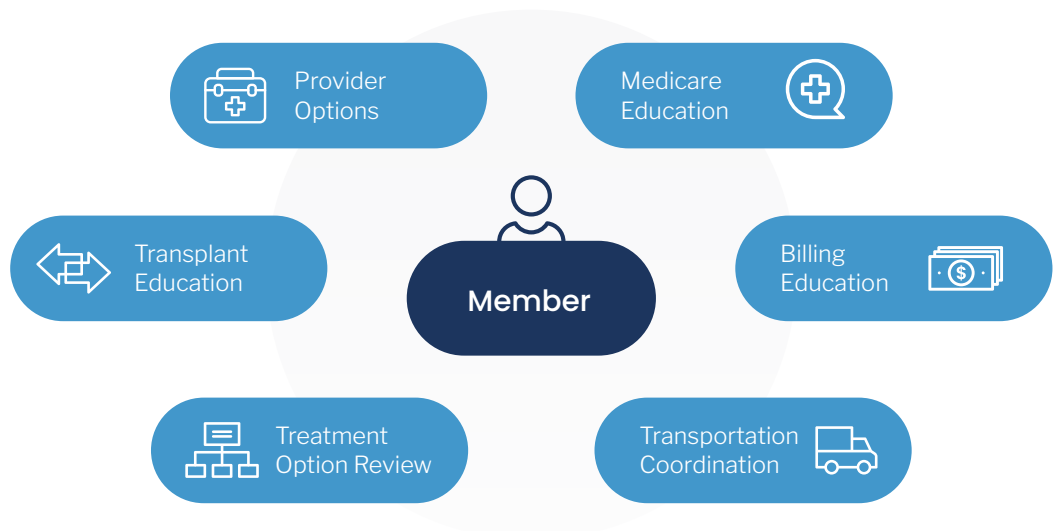 Provider
Options
Medicare
Education
Transplant
Education
Member
Billing
Education
$
Treatment
Option Review
Transportation
Coordination